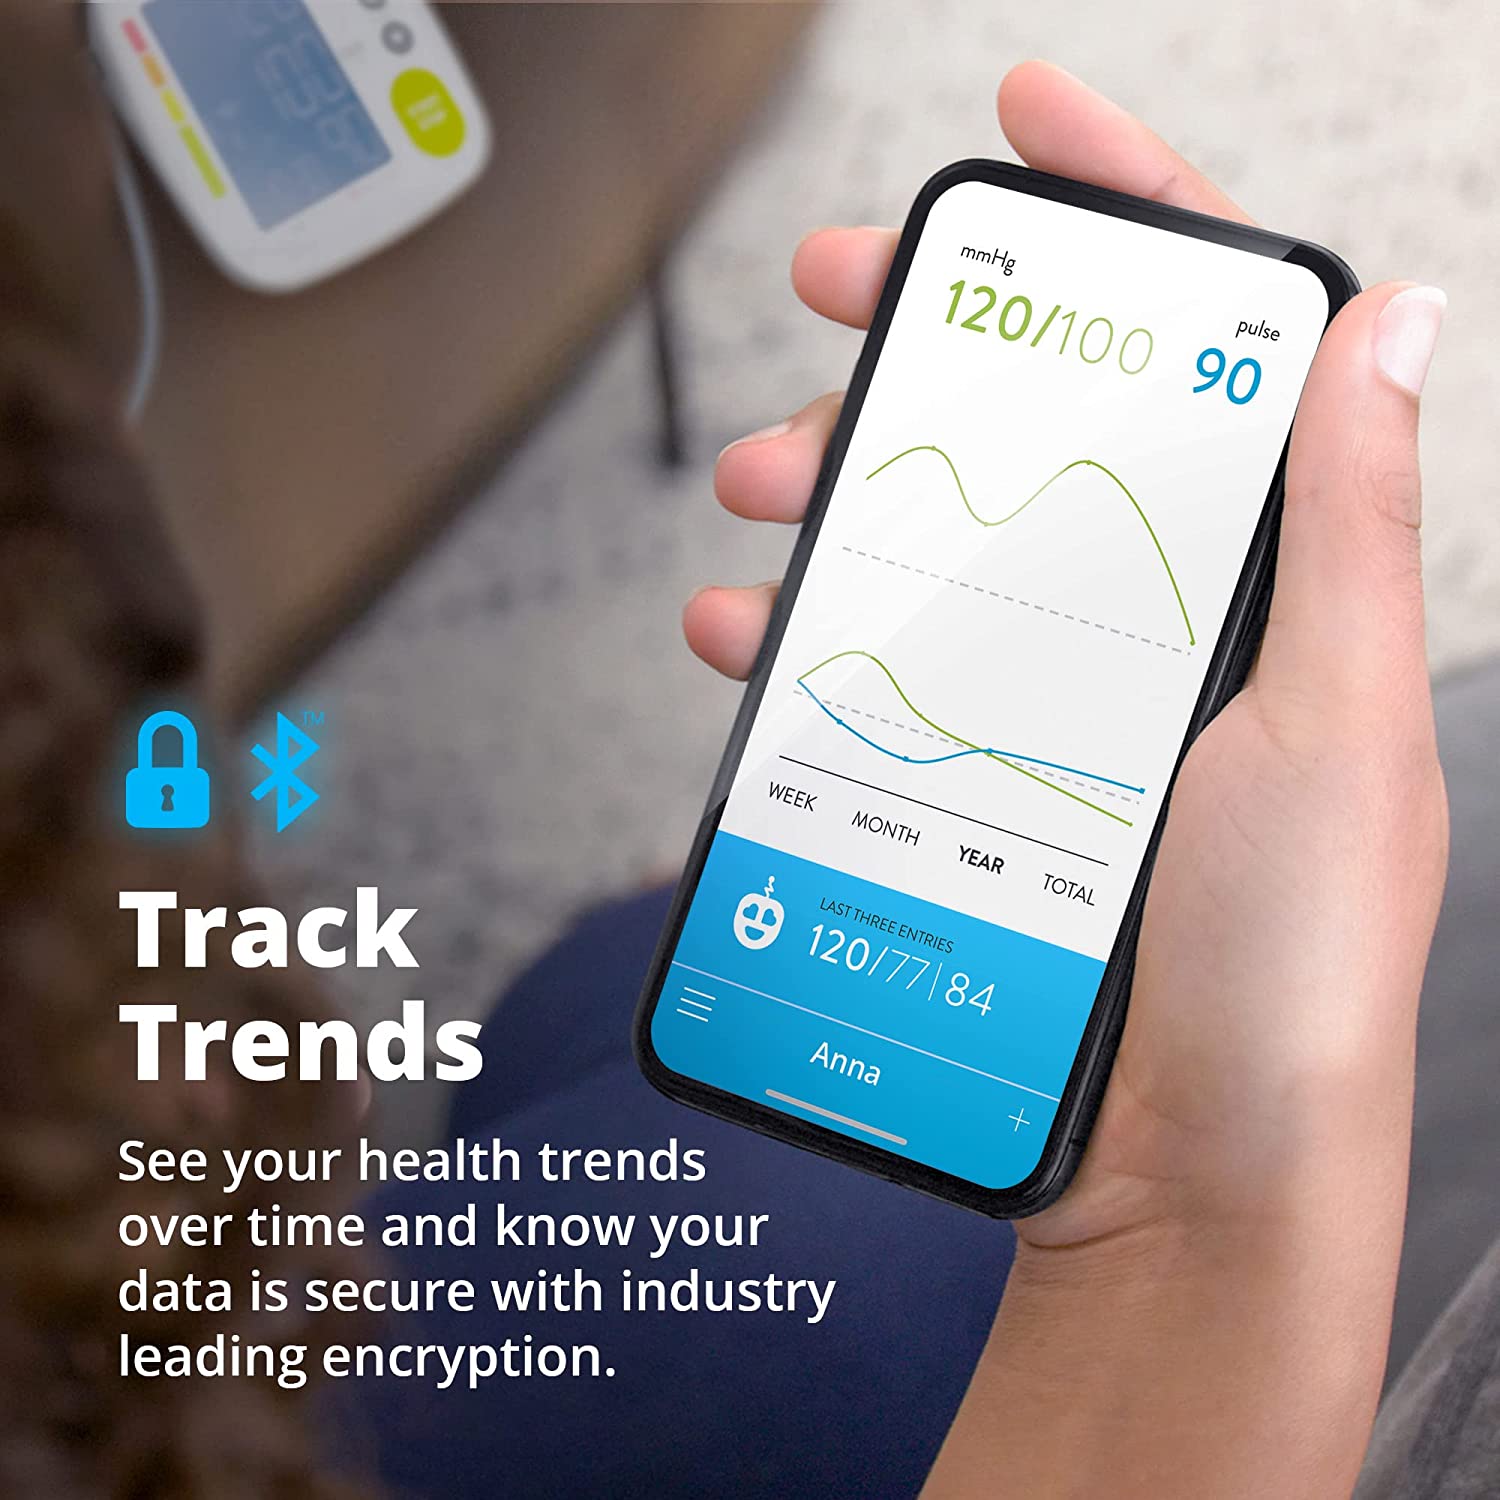 mmHg
120/100
pulse
90
WEEK MONTH YEAR TOTAL
LAST THREE ENTRIES
120/77|84
Anna
+
TM
Track
Trends
See your health trends
over time and know your
data is secure with industry
leading encryption.